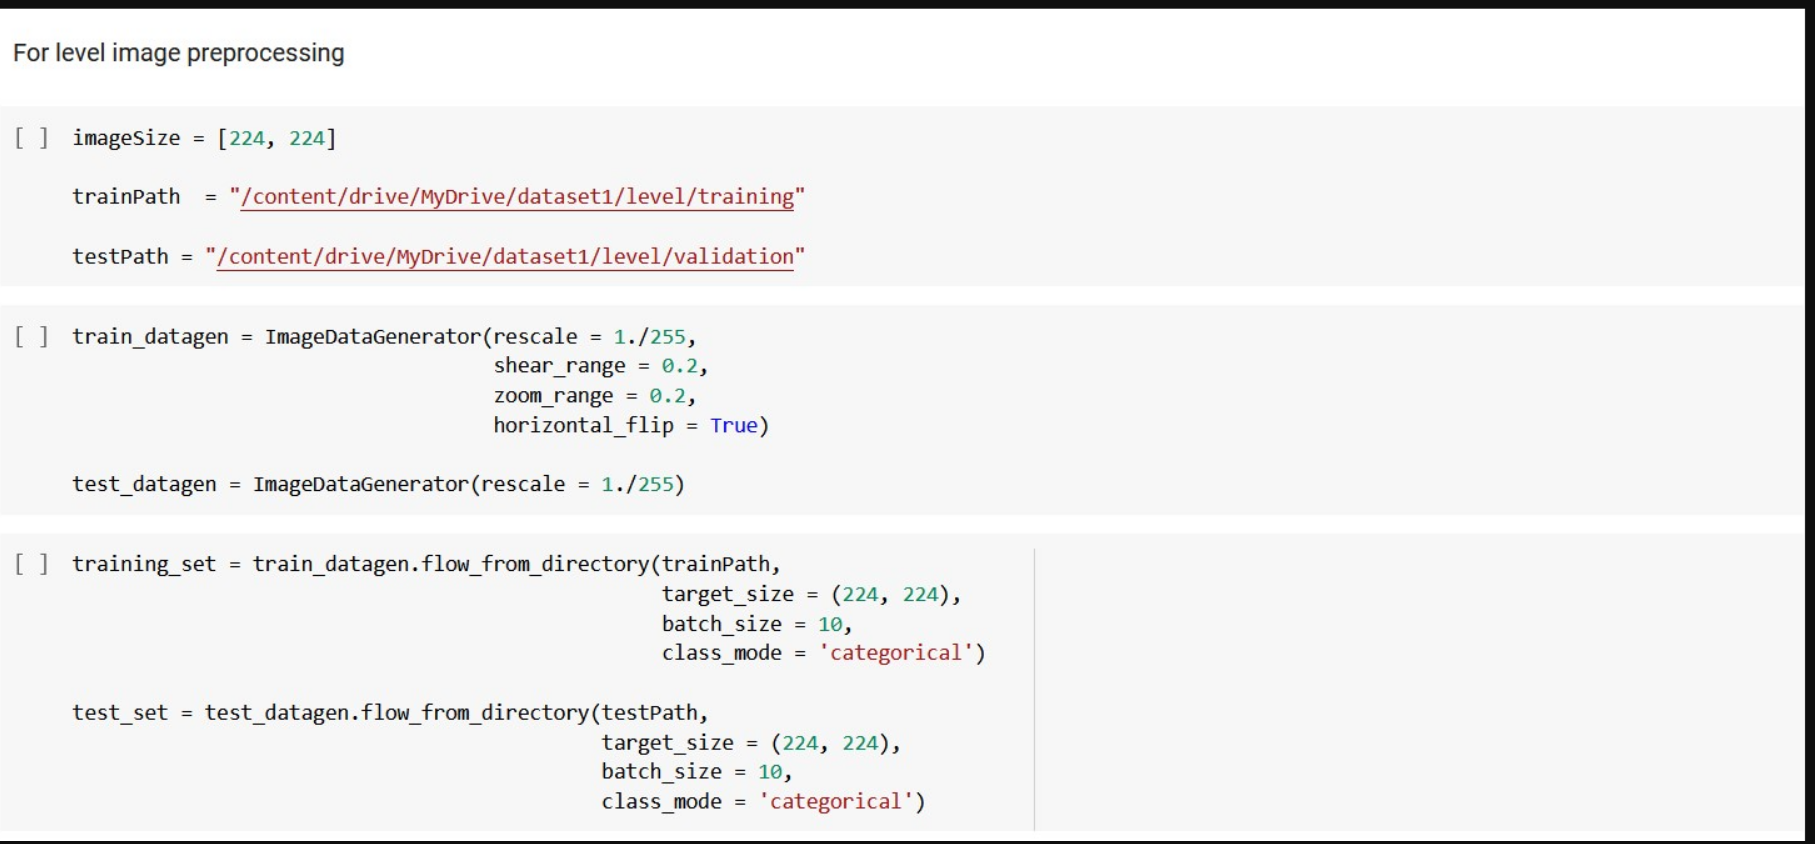 For level image preprocessing
[ ] imageSize = [224, 224]
trainPath  = "/content/drive/MyDrive/dataset1/level/training"
testPath = "/content/drive/MyDrive/dataset1/level/validation"
[ ] train_datagen = ImageDataGenerator(rescale = 1./255,
shear_range = 0.2,
zoom_range = 0.2,
horizontal_flip = True)
test_datagen = ImageDataGenerator(rescale = 1./255)
[ ] training_set = train_datagen.flow_from_directory(trainPath,
target_size = (224, 224),
batch_size = 10,
class_mode = 'categorical')
test_set = test_datagen.flow_from_directory(testPath,
target_size = (224, 224),
batch_size = 10,
class_mode = 'categorical')